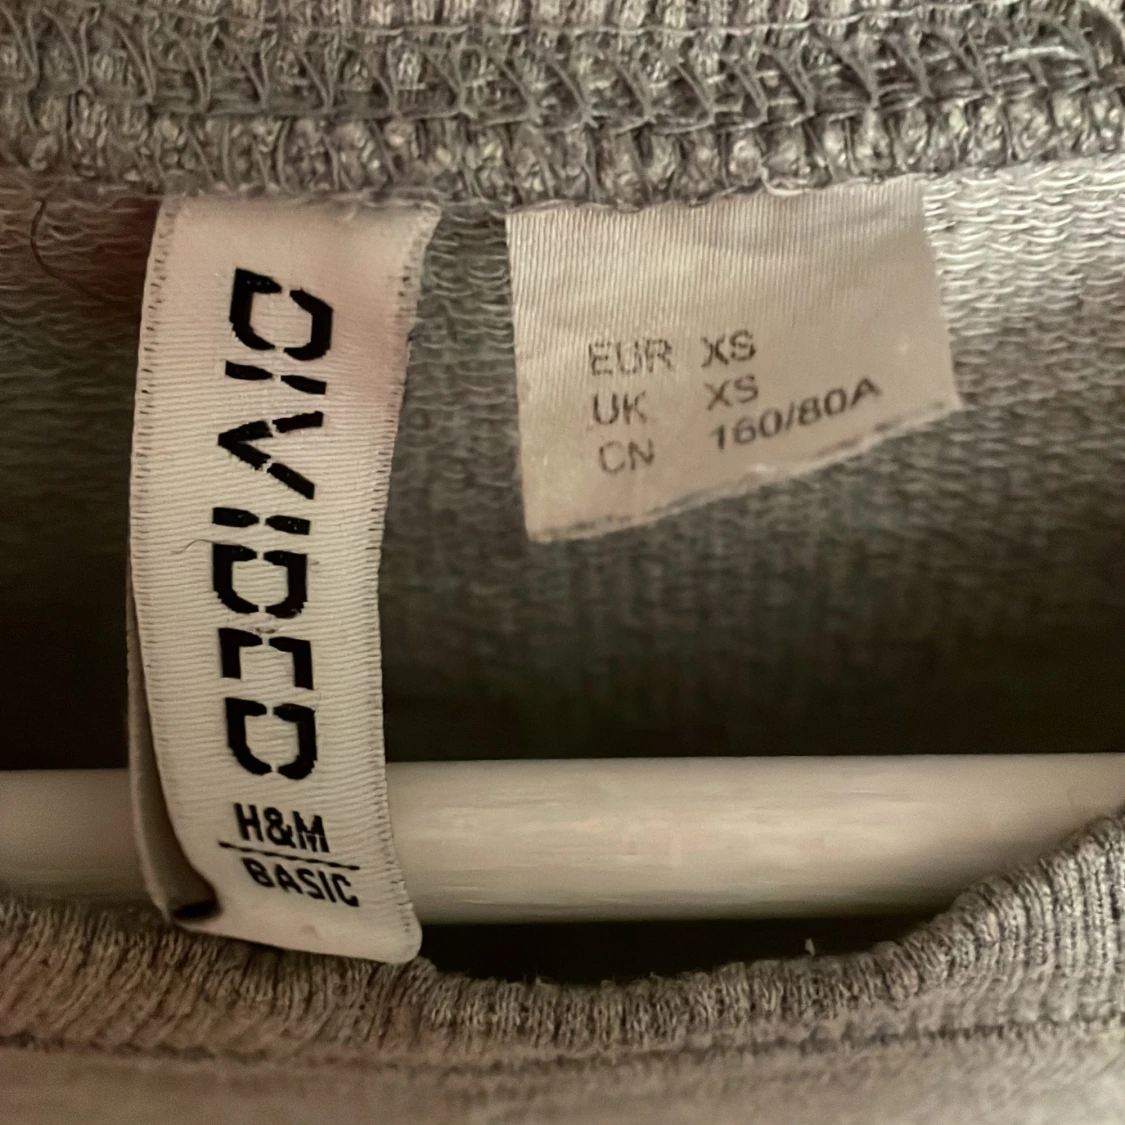 DIVIDED
H&M
BASIC
EUR XS
UK XS
CN 160/80A